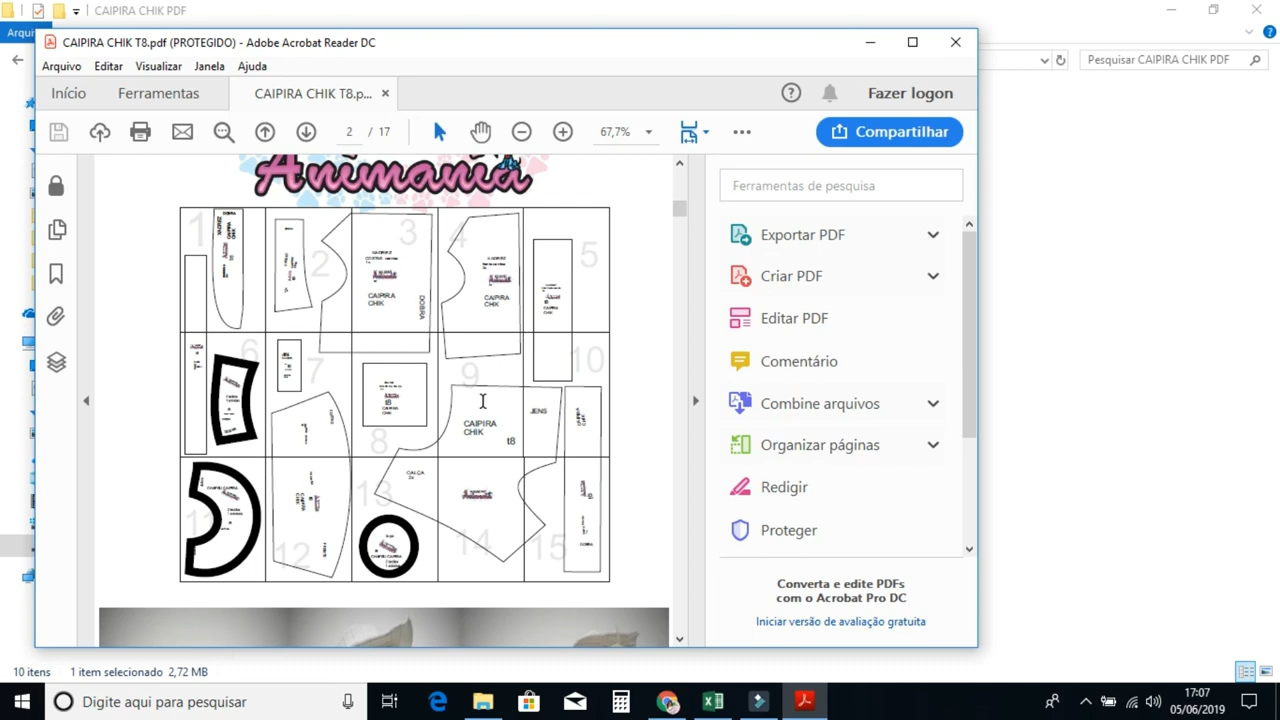 CAIPIRA CHIK PDF
Arqui
Pesquisar CAIPIRA CHIK PDF
CAIPIRA CHIK T8.pdf (PROTEGIDO) - Adobe Acrobat Reader DC
Arquivo Editar Visualizar Janela Ajuda
Início Ferramentas CAIPIRA CHIK T8.p... Fazer logon
2 / 17 67,7% Compartilhar
Animania
Ferramentas de pesquisa
Exportar PDF
Criar PDF
Editar PDF
Comentário
Combine arquivos
Organizar páginas
Redigir
Proteger
Converta e edite PDFs
com o Acrobat Pro DC
Iniciar versão de avaliação gratuita
1 2 3 4 5
DOBRA
CAIPIRA
CHIK
DOBRA
CAIPIRA
CHIK
6 7 8 9 10
CAIPIRA
CHIK
JENS
t8
11 12 13 14 15
CALÇA
10 itens 1 item selecionado 2,72 MB
Digite aqui para pesquisar
17:07
05/06/2019